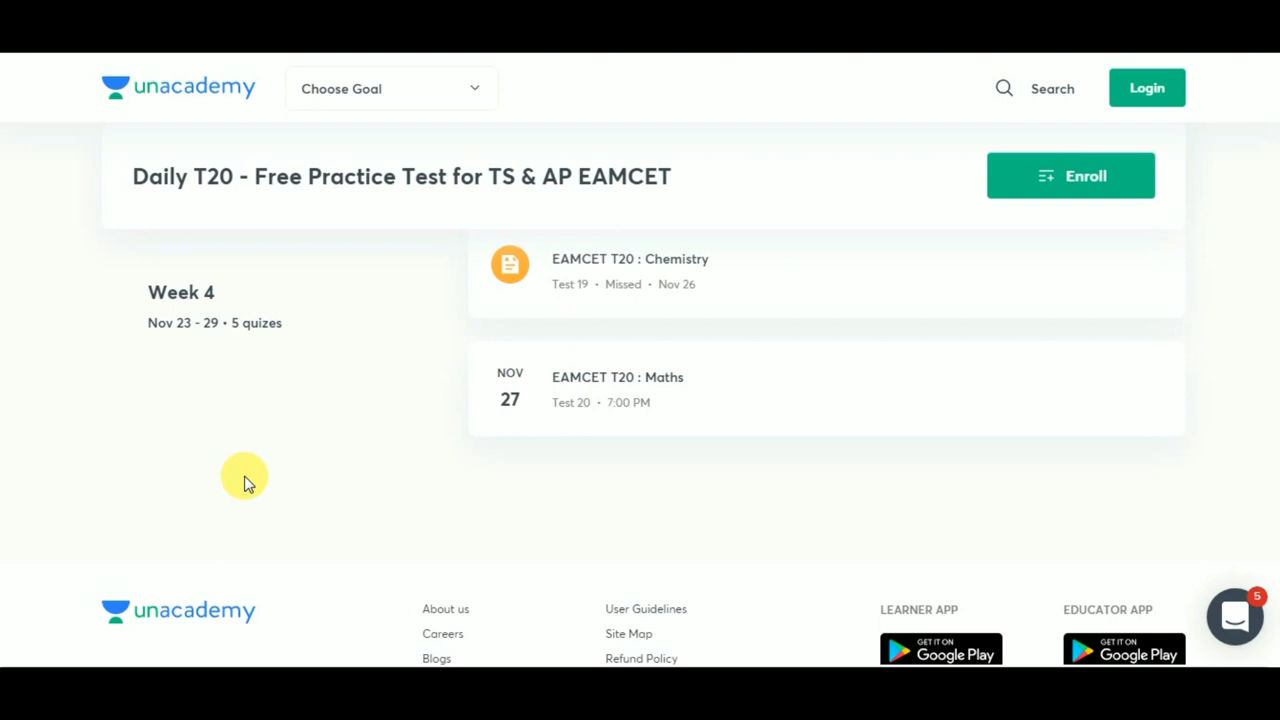 unacademy
Choose Goal
Search
Login
Daily T20 - Free Practice Test for TS & AP EAMCET
Enroll
EAMCET T20 : Chemistry
Test 19 • Missed • Nov 26
Week 4
Nov 23 - 29 • 5 quizes
NOV
27
EAMCET T20 : Maths
Test 20 • 7:00 PM
unacademy
About us
Careers
Blogs
User Guidelines
Site Map
Refund Policy
LEARNER APP
GET IT ON
Google Play
EDUCATOR APP
GET IT ON
Google Play
5